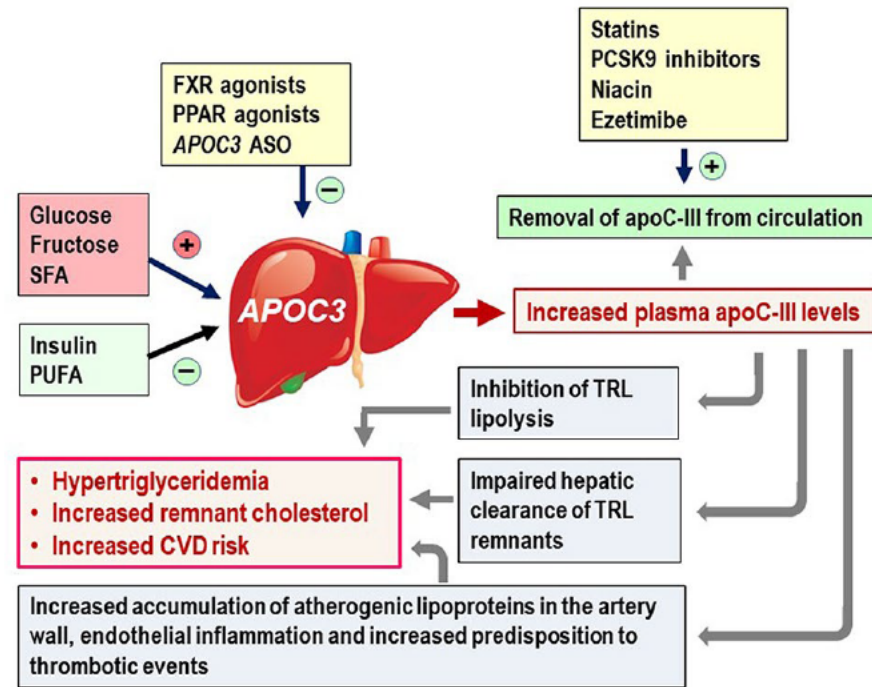 Statins
PCSK9 inhibitors
Niacin
Ezetimibe
FXR agonists
PPAR agonists
APOC3 ASO
+
−
Glucose
Fructose
SFA
+
Removal of apoC-III from circulation
APOC3
Increased plasma apoC-III levels
Insulin
PUFA
−
Inhibition of TRL
lipolysis
• Hypertriglyceridemia
• Increased remnant cholesterol
• Increased CVD risk
Impaired hepatic
clearance of TRL
remnants
Increased accumulation of atherogenic lipoproteins in the artery
wall, endothelial inflammation and increased predisposition to
thrombotic events